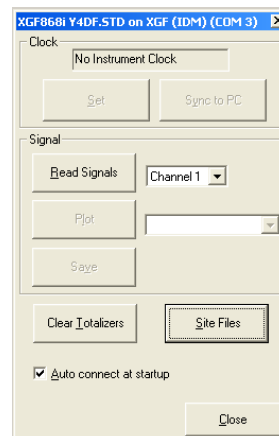 XGF868i Y4DF.STD on XGF (IDM) (COM 3)
Clock
No Instrument Clock
Set Sync to PC
Signal
Read Signals Channel 1
Plot
Save
Clear Totalizers Site Files
Auto connect at startup
Close